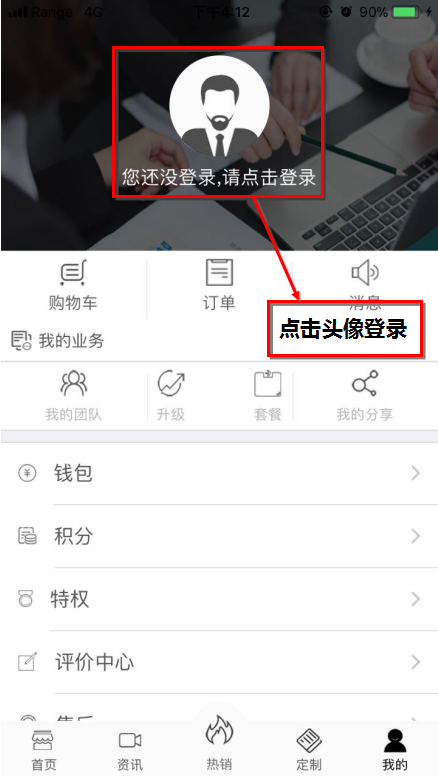 Range 4G 下午4:12 90%
您还没登录,请点击登录
购物车 订单 消息
点击头像登录
我的业务
我的团队 升级 套餐 我的分享
钱包
积分
特权
评价中心
售后
首页 资讯 热销 定制 我的